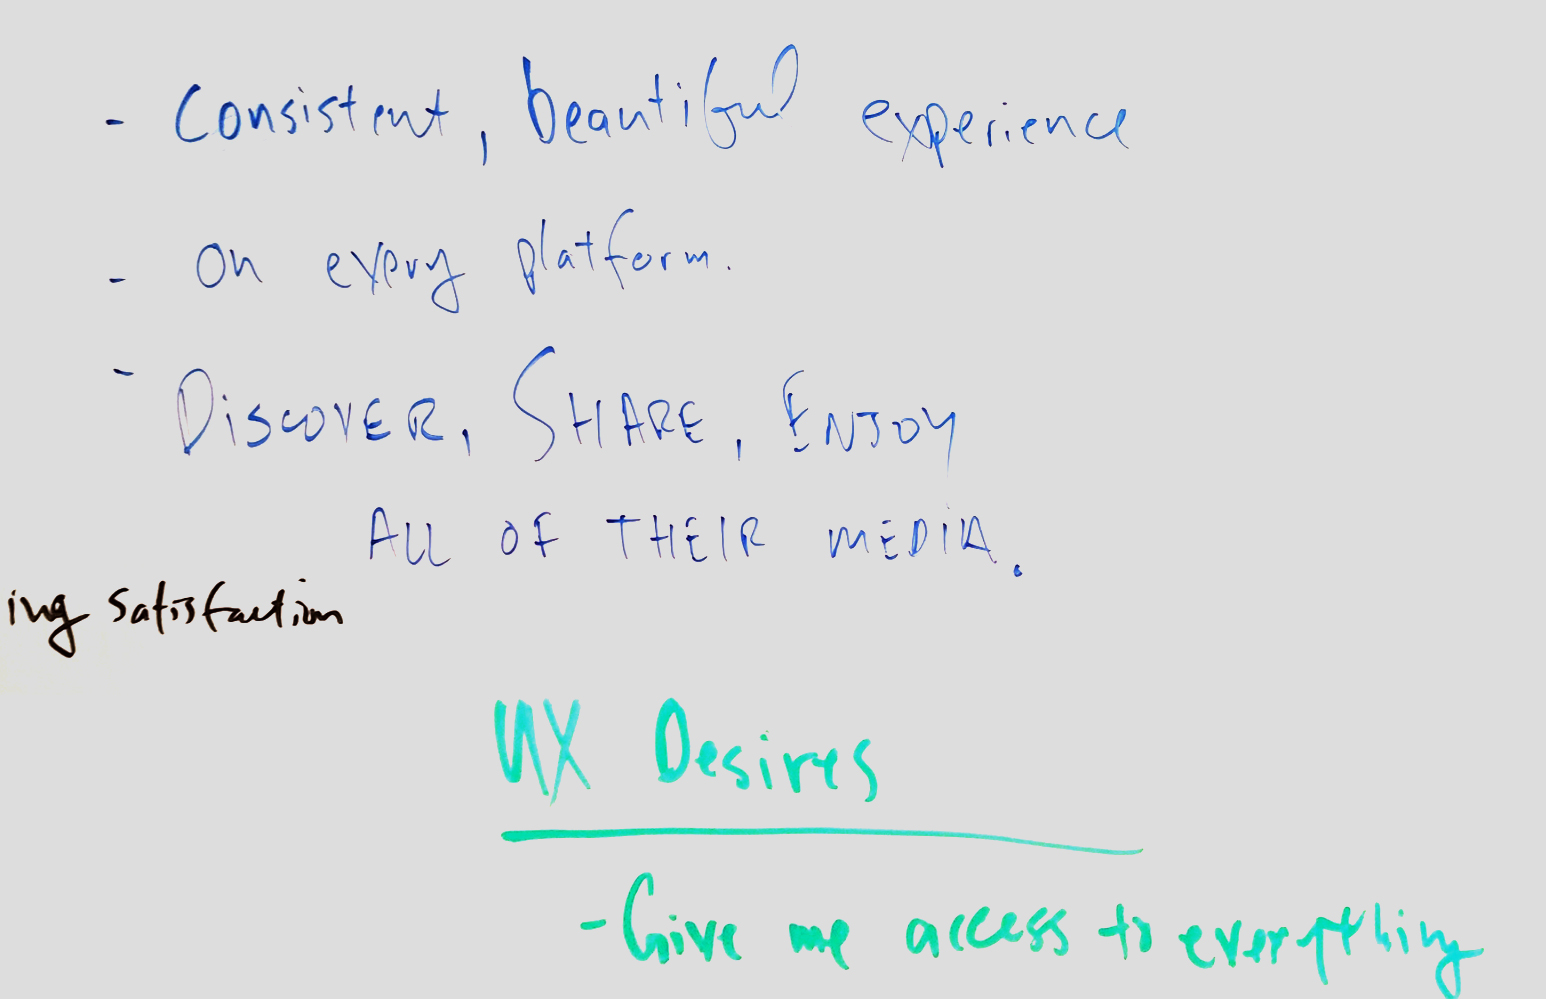 - Consistent, beautiful experience
- On every platform.
- DISCOVER, SHARE, ENJOY
ALL OF THEIR MEDIA.
ing satisfaction
UX Desires
- Give me access to everything